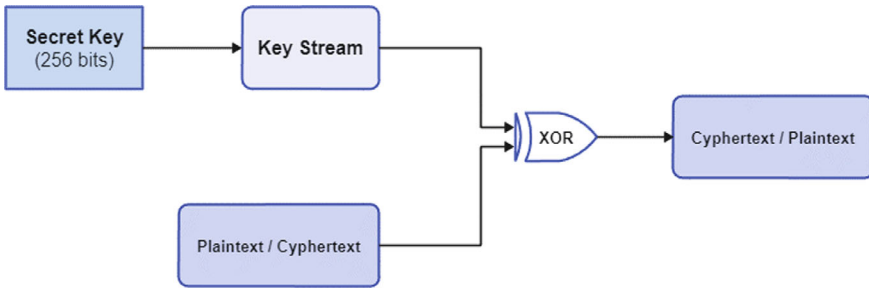 Secret Key
(256 bits)
Key Stream
XOR
Cyphertext / Plaintext
Plaintext / Cyphertext